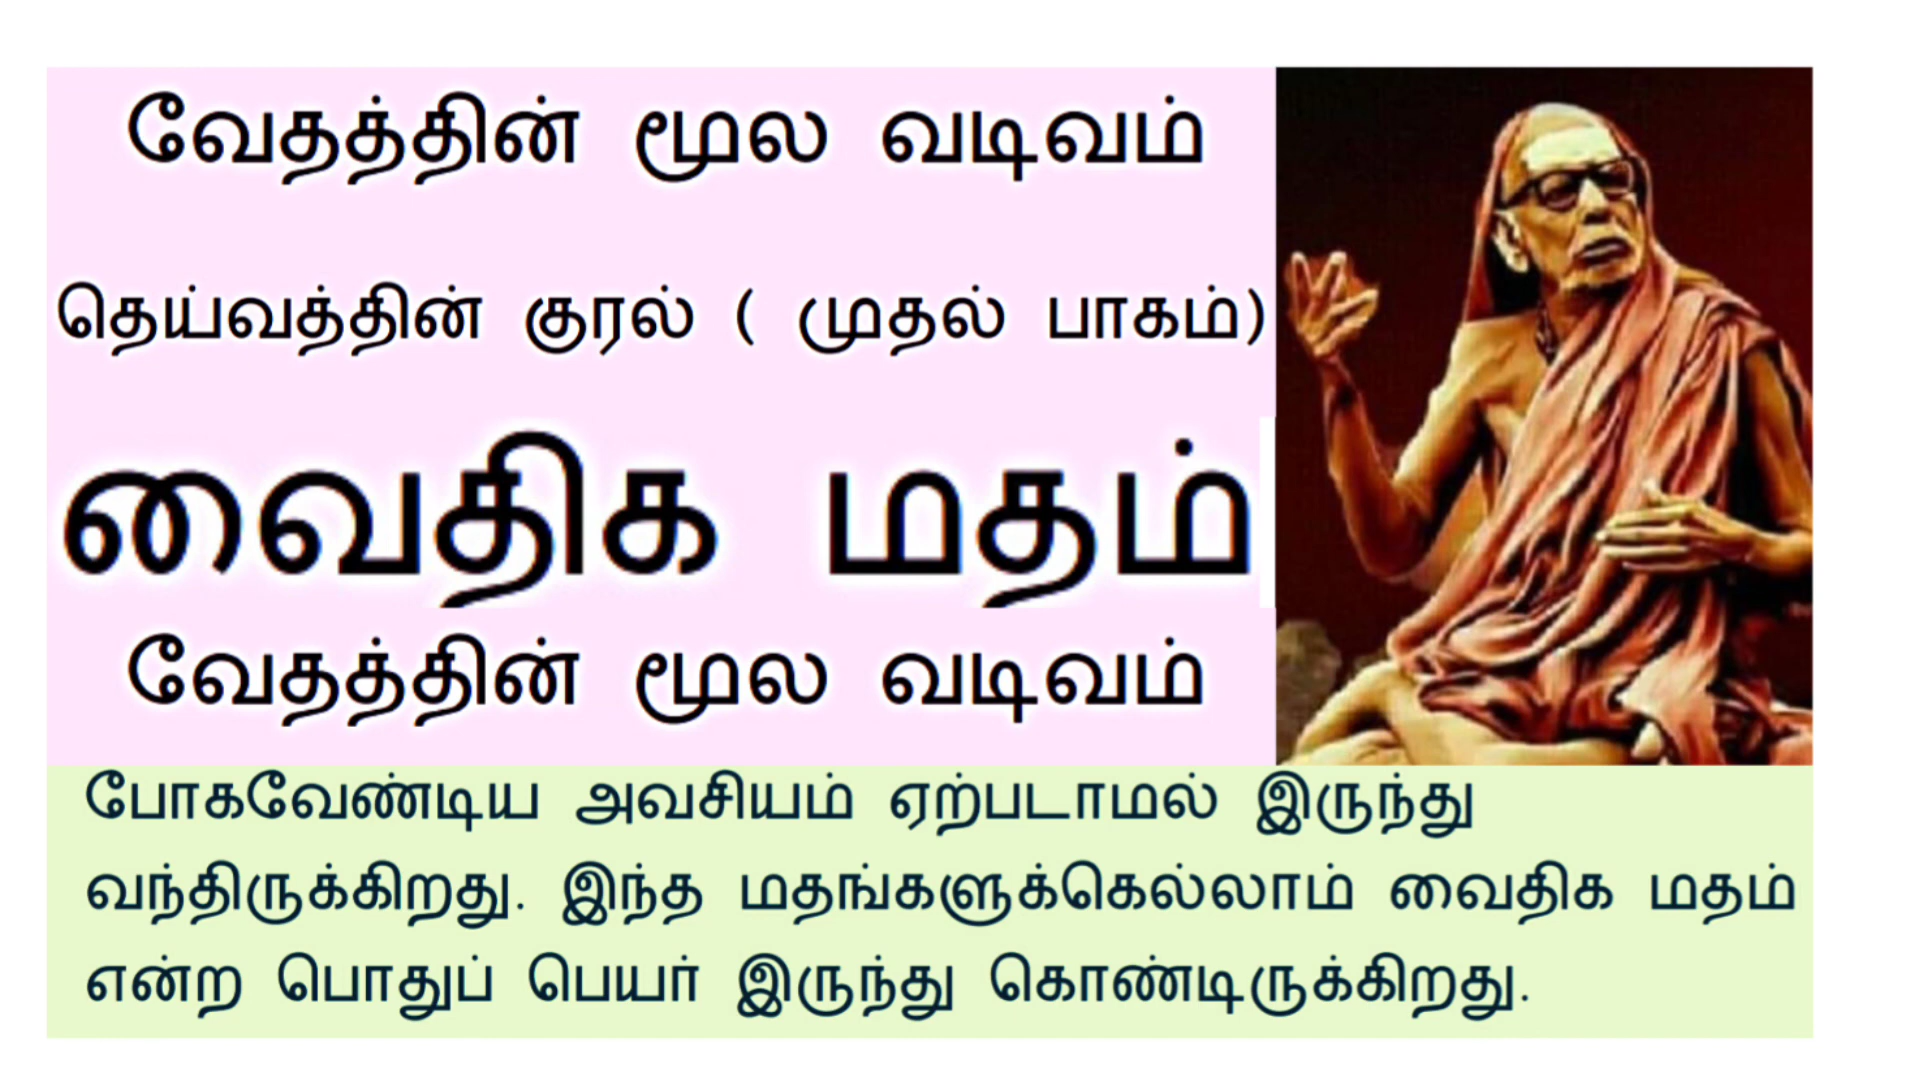 வேதத்தின் மூல வடிவம்
தெய்வத்தின் குரல் ( முதல் பாகம்)
வைதிக மதம்
வேதத்தின் மூல வடிவம்
போகவேண்டிய அவசியம் ஏற்படாமல் இருந்து
வந்திருக்கிறது. இந்த மதங்களுக்கெல்லாம் வைதிக மதம்
என்ற பொதுப் பெயர் இருந்து கொண்டிருக்கிறது.